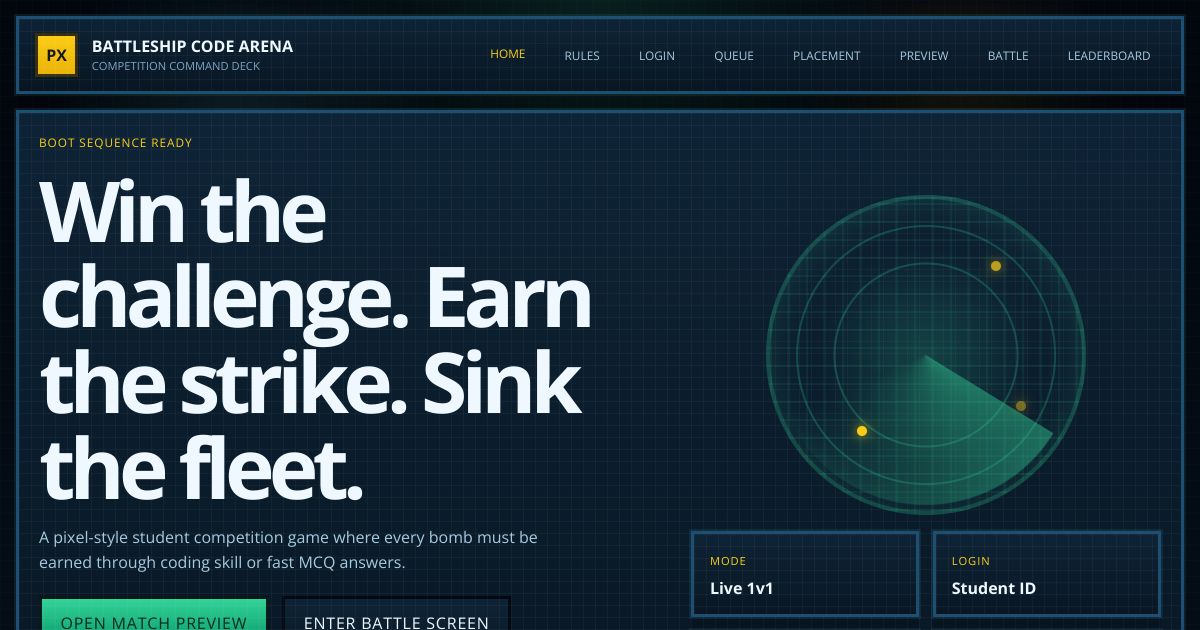 PX
BATTLESHIP CODE ARENA
COMPETITION COMMAND DECK
HOME
RULES
LOGIN
QUEUE
PLACEMENT
PREVIEW
BATTLE
LEADERBOARD
BOOT SEQUENCE READY
Win the
challenge. Earn
the strike. Sink
the fleet.
A pixel-style student competition game where every bomb must be
earned through coding skill or fast MCQ answers.
OPEN MATCH PREVIEW
ENTER BATTLE SCREEN
MODE
Live 1v1
LOGIN
Student ID